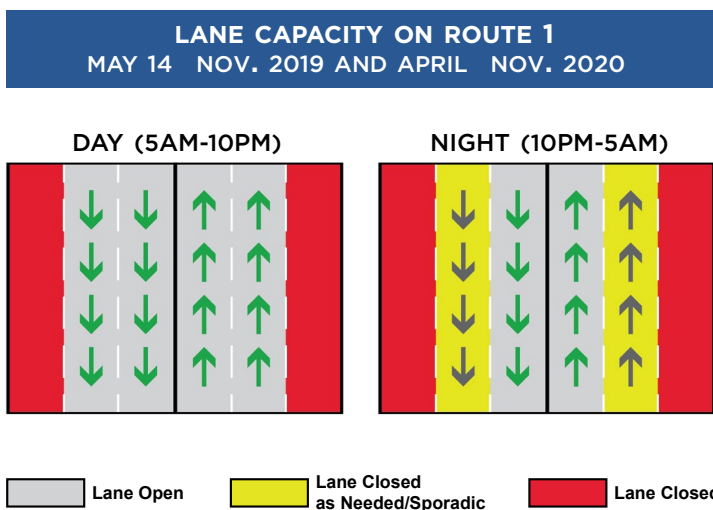 LANE CAPACITY ON ROUTE 1
MAY 14 NOV. 2019 AND APRIL NOV. 2020
DAY (5AM-10PM)
NIGHT (10PM-5AM)
Lane Open
Lane Closed
as Needed/Sporadic
Lane Closed